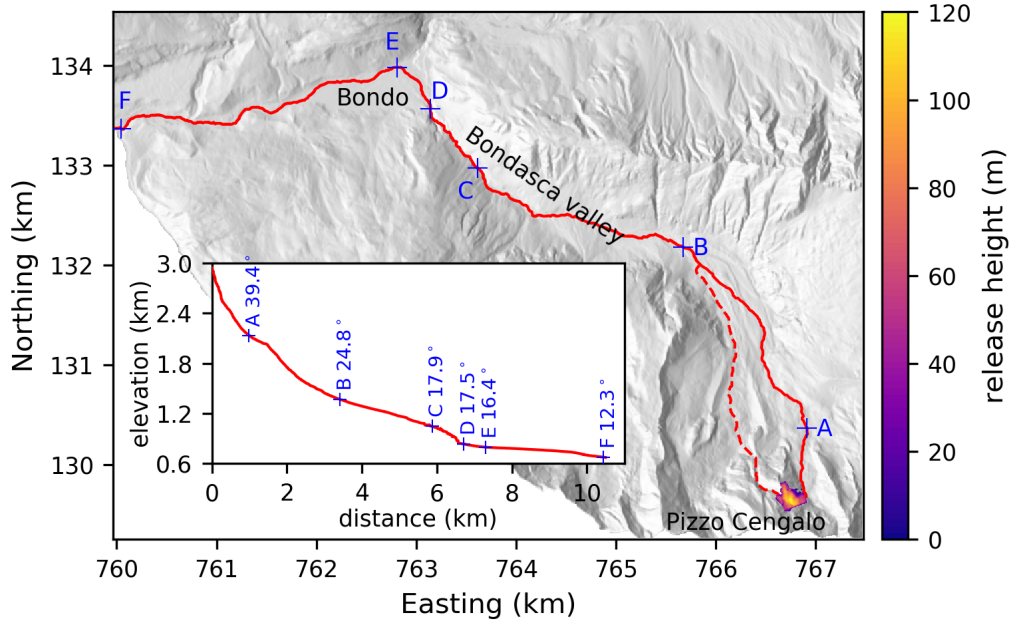 120
134
E
F
Bondo
D
100
133
C
Bondasca valley
80
release height (m)
Northing (km)
132
B
60
3.0
2.4
1.8
1.2
0.6
elevation (km)
A 39.4°
B 24.8°
C 17.9°
D 17.5°
E 16.4°
F 12.3°
131
40
A
130
20
0 2 4 6 8 10
distance (km)
Pizzo Cengalo
0
760 761 762 763 764 765 766 767
Easting (km)